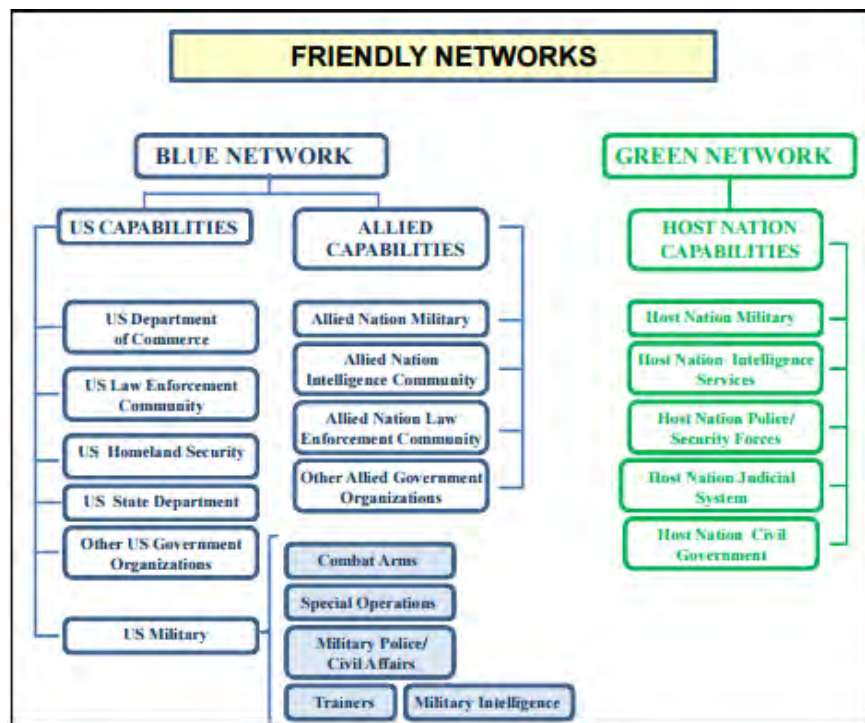 FRIENDLY NETWORKS
BLUE NETWORK
US CAPABILITIES
US Department
of Commerce
US Law Enforcement
Community
US Homeland Security
US State Department
Other US Government
Organizations
US Military
Combat Arms
Special Operations
Military Police/
Civil Affairs
Trainers
Military Intelligence
ALLIED
CAPABILITIES
Allied Nation Military
Allied Nation
Intelligence Community
Allied Nation Law
Enforcement Community
Other Allied Government
Organizations
GREEN NETWORK
HOST NATION
CAPABILITIES
Host Nation Military
Host Nation Intelligence
Services
Host Nation Police/
Security Forces
Host Nation Judicial
System
Host Nation Civil
Government